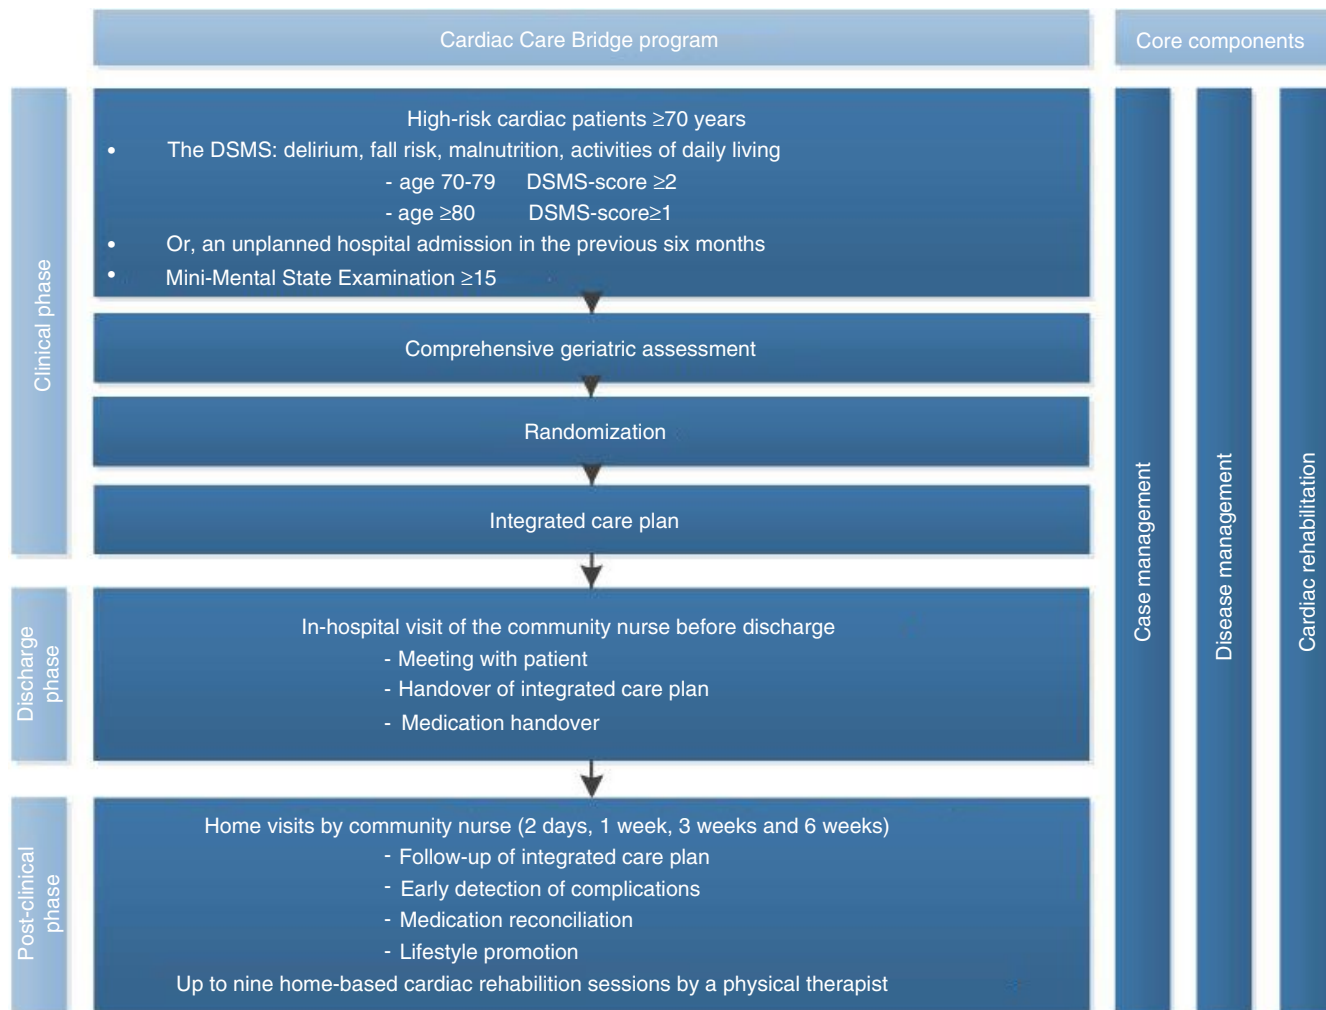 Cardiac Care Bridge program
Core components
Clinical phase
High-risk cardiac patients ≥70 years
• The DSMS: delirium, fall risk, malnutrition, activities of daily living
- age 70-79 DSMS-score ≥2
- age ≥80 DSMS-score≥1
• Or, an unplanned hospital admission in the previous six months
• Mini-Mental State Examination ≥15
Comprehensive geriatric assessment
Randomization
Integrated care plan
Discharge
phase
In-hospital visit of the community nurse before discharge
- Meeting with patient
- Handover of integrated care plan
- Medication handover
Post-clinical
phase
Home visits by community nurse (2 days, 1 week, 3 weeks and 6 weeks)
- Follow-up of integrated care plan
- Early detection of complications
- Medication reconciliation
- Lifestyle promotion
Up to nine home-based cardiac rehabilition sessions by a physical therapist
Case management
Disease management
Cardiac rehabilitation